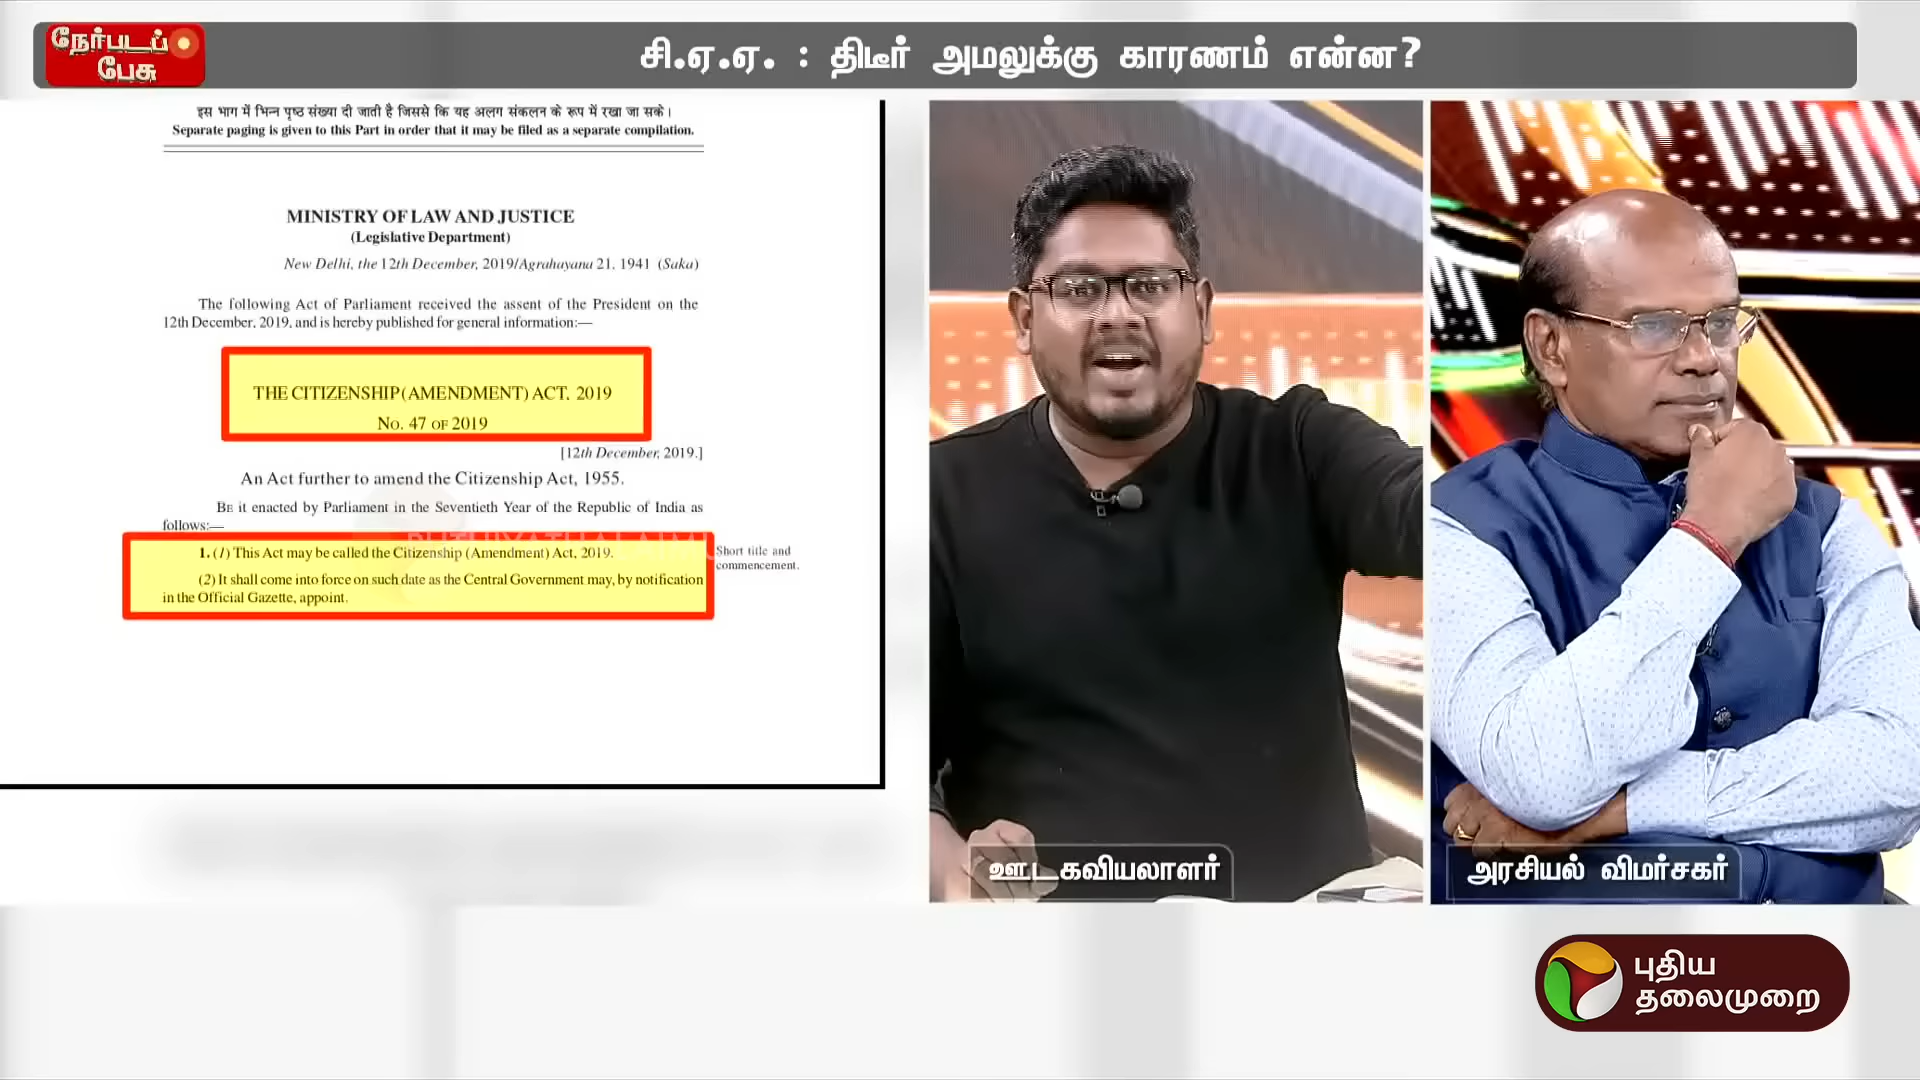 நேர்படப்
பேசு
சி.ஏ.ஏ. : திடீர் அமலுக்கு காரணம் என்ன?
इस भाग में भिन्न पृष्ठ संख्या दी जाती है जिससे कि यह अलग संकलन के रूप में रखा जा सके।
Separate paging is given to this Part in order that it may be filed as a separate compilation.
MINISTRY OF LAW AND JUSTICE
(Legislative Department)
New Delhi, the 12th December, 2019/Agrahayana 21, 1941 (Saka)
The following Act of Parliament received the assent of the President on the
12th December, 2019, and is hereby published for general information:—
THE CITIZENSHIP (AMENDMENT) ACT, 2019
NO. 47 OF 2019
[12th December, 2019.]
An Act further to amend the Citizenship Act, 1955.
BE it enacted by Parliament in the Seventieth Year of the Republic of India as
follows:—
1. (1) This Act may be called the Citizenship (Amendment) Act, 2019.
Short title and
commencement.
(2) It shall come into force on such date as the Central Government may, by notification
in the Official Gazette, appoint.
PUTHIYATHALAIMU
ஊடகவியலாளர்
அரசியல் விமர்சகர்
புதிய
தலைமுறை